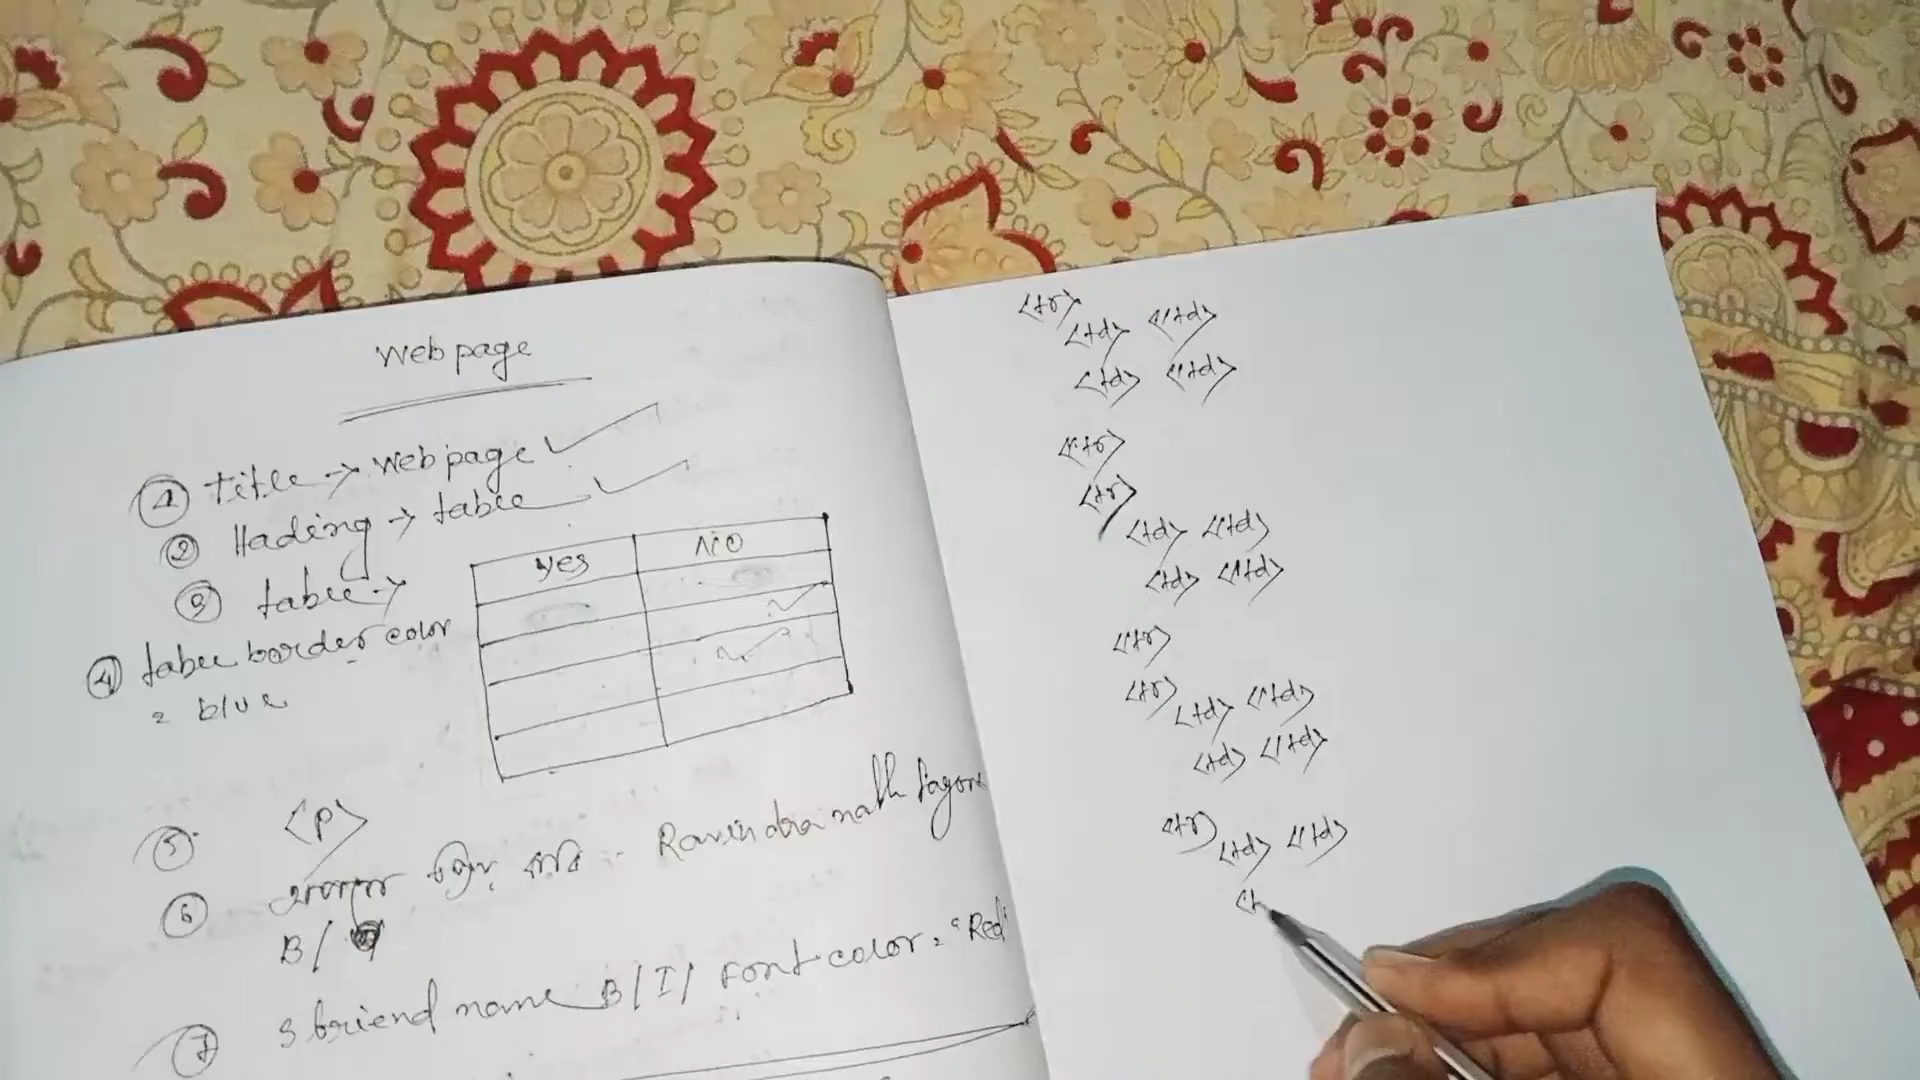 Web page
① title → Web page
② Hading → table
③ table →
yes NO
④ table border color
= blue
⑤ <P>
⑥ - Ravindra nath Tagore
B/
⑦ 3 friend name B/I/ Font color = "Red"
<tr>
<td> </td>
<td> </td>
</tr>
<tr>
<td> </td>
<td> </td>
</tr>
<tr>
<td> </td>
<td> </td>
<tr>
<td> </td>
<t